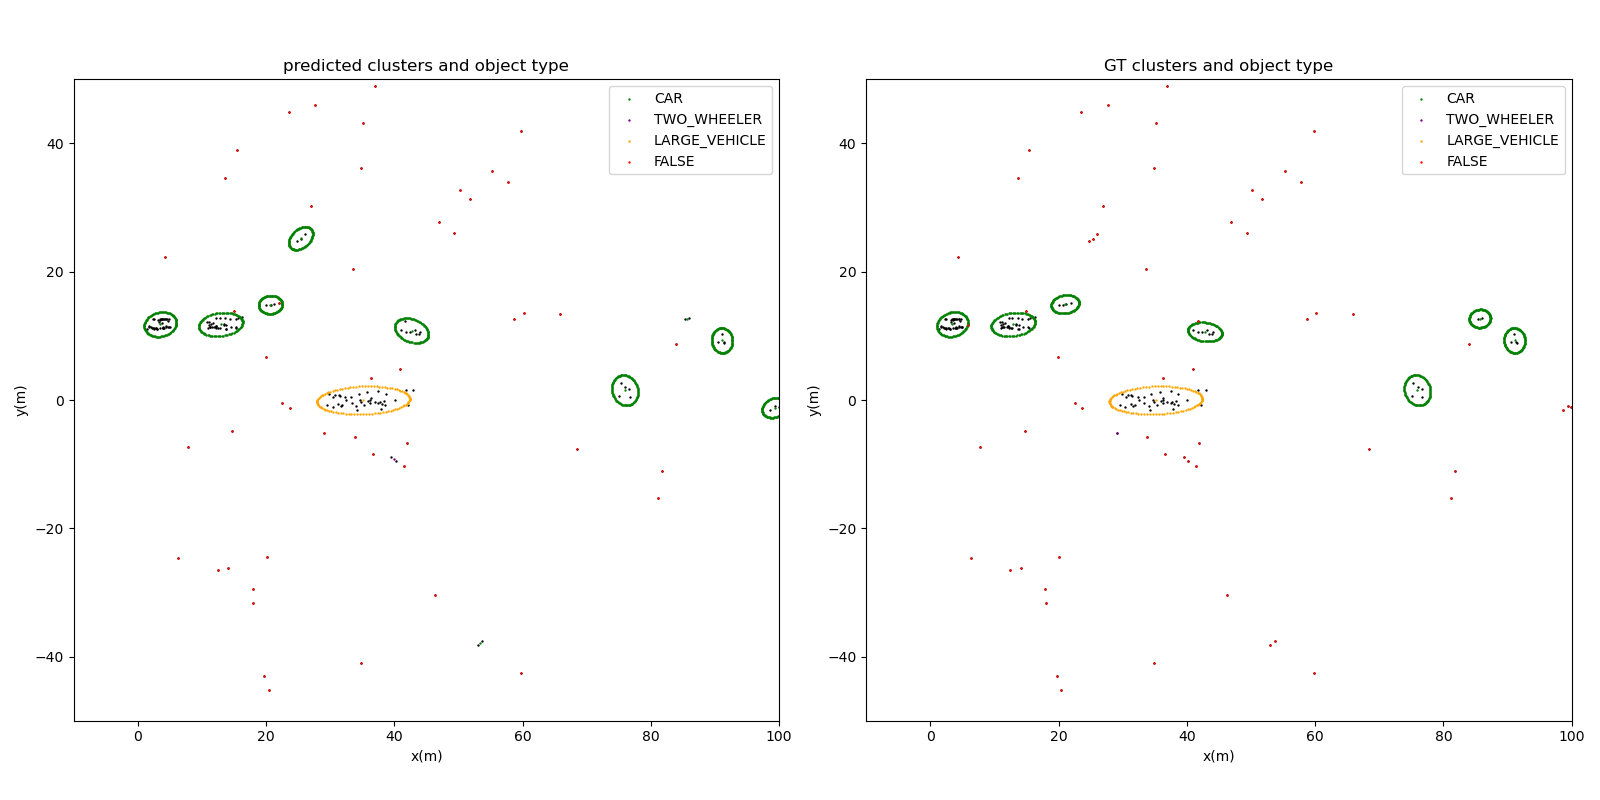 predicted clusters and object type
CAR
TWO_WHEELER
LARGE_VEHICLE
FALSE
40
20
0
−20
−40
y(m)
0
20
40
60
80
100
x(m)
GT clusters and object type
CAR
TWO_WHEELER
LARGE_VEHICLE
FALSE
40
20
0
−20
−40
y(m)
0
20
40
60
80
100
x(m)